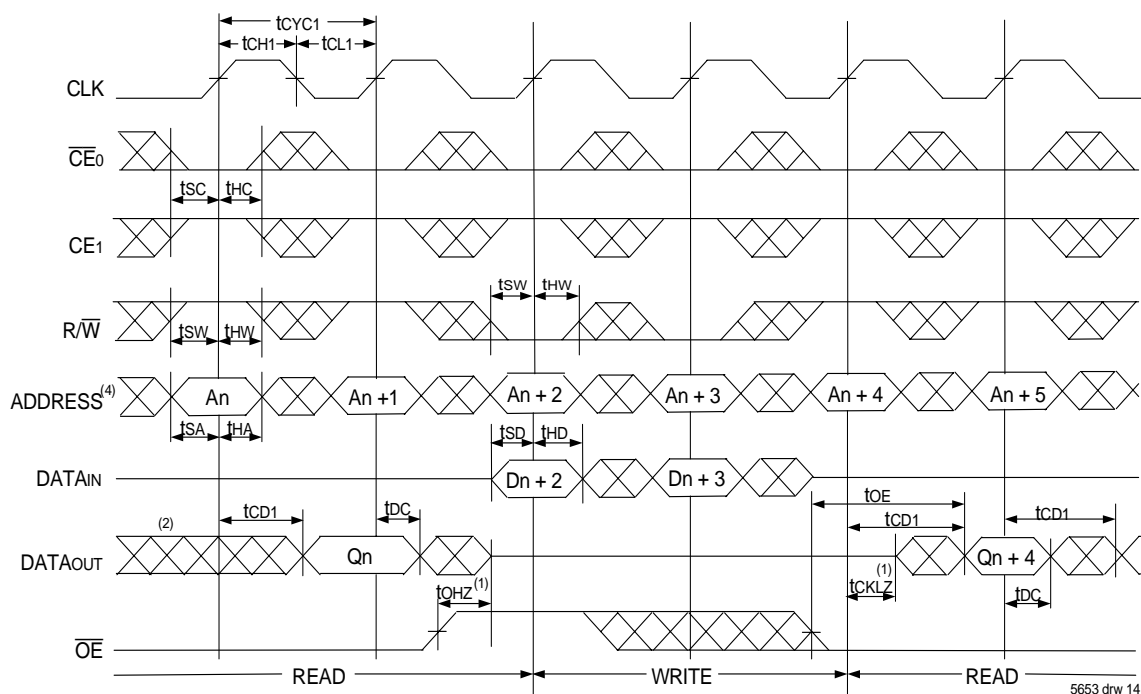 tCYC1
tCH1 tCL1
CLK
CE0
tSC tHC
CE1
tSW tHW
R/W
tSW tHW
ADDRESS(4) An An +1 An + 2 An + 3 An + 4 An + 5
tSA tHA tSD tHD
DATAIN Dn + 2 Dn + 3
tOE
(2) tCD1 tDC tCD1 tCD1
DATAOUT Qn Qn + 4
tOHZ(1) tCKLZ(1) tDC
OE
READ WRITE READ
5653 drw 14